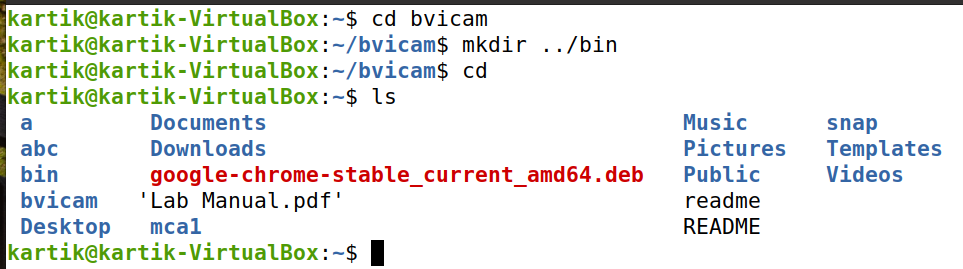 kartik@kartik-VirtualBox:~$ cd bvicam
kartik@kartik-VirtualBox:~/bvicam$ mkdir ../bin
kartik@kartik-VirtualBox:~/bvicam$ cd
kartik@kartik-VirtualBox:~$ ls
a Documents Music snap
abc Downloads Pictures Templates
bin google-chrome-stable_current_amd64.deb Public Videos
bvicam 'Lab Manual.pdf' readme
Desktop mca1 README
kartik@kartik-VirtualBox:~$